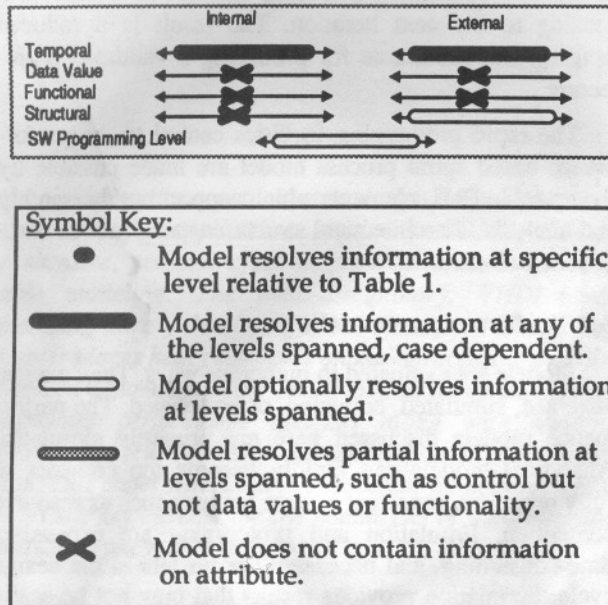 Internal External
Temporal
Data Value
Functional
Structural
SW Programming Level
Symbol Key:
Model resolves information at specific
level relative to Table 1.
Model resolves information at any of
the levels spanned, case dependent.
Model optionally resolves information
at levels spanned.
Model resolves partial information at
levels spanned, such as control but
not data values or functionality.
Model does not contain information
on attribute.